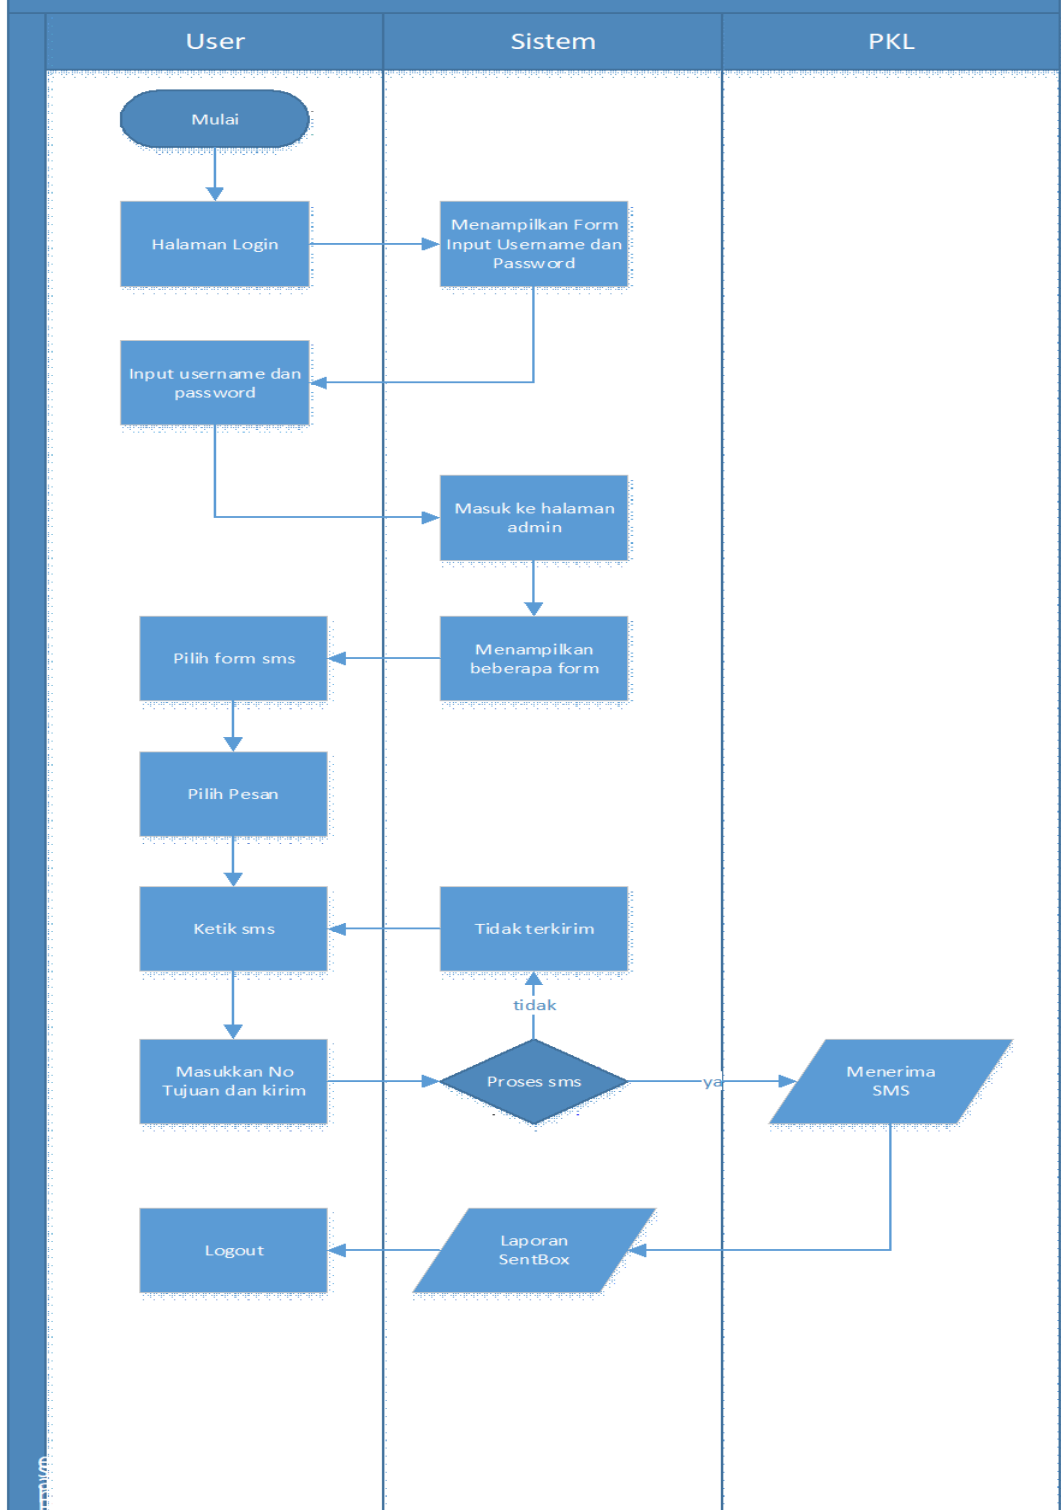 User
Sistem
PKL
Mulai
Halaman Login
Menampilkan Form
Input Username dan
Password
Input username dan
password
Masuk ke halaman
admin
Menampilkan
beberapa form
Pilih form sms
Pilih Pesan
Ketik sms
Tidak terkirim
tidak
Masukkan No
Tujuan dan kirim
Proses sms
ya
Menerima
SMS
Laporan
SentBox
Logout